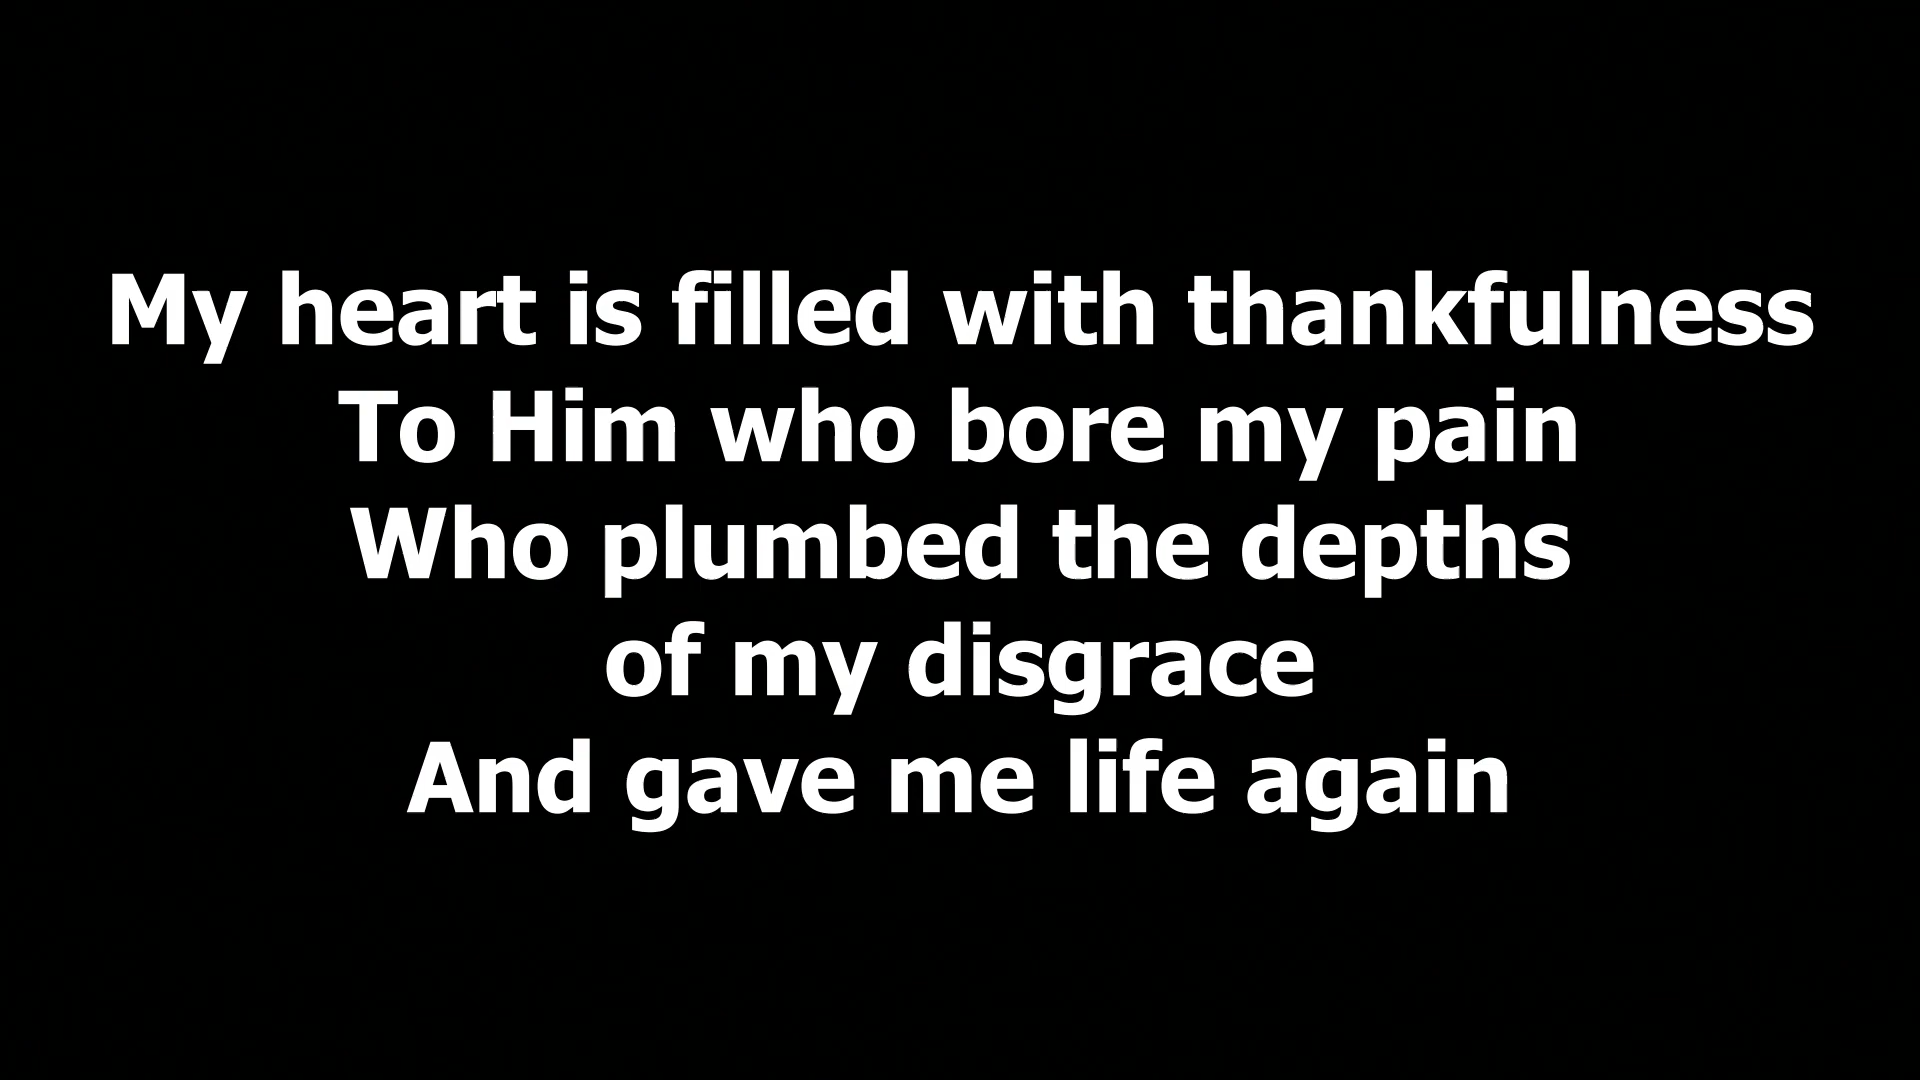 My heart is filled with thankfulness
To Him who bore my pain
Who plumbed the depths
of my disgrace
And gave me life again